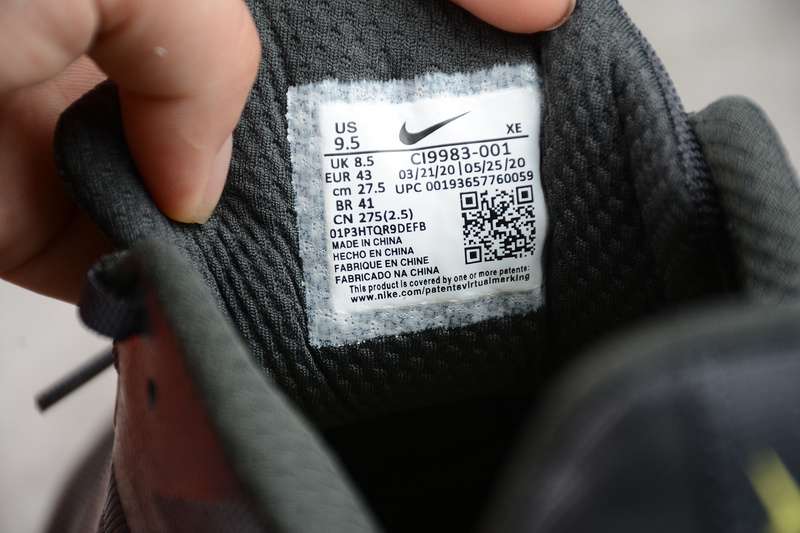 US XE
9.5
UK 8.5 CI9983-001
EUR 43 03/21/20 | 05/25/20
cm 27.5 UPC 00193657760059
BR 41
CN 275(2.5)
01P3HTQR9DEFB
MADE IN CHINA
HECHO EN CHINA
FABRIQUE EN CHINE
FABRICADO NA CHINA
This product is covered by one or more patents:
www.nike.com/patentsvirtualmarking